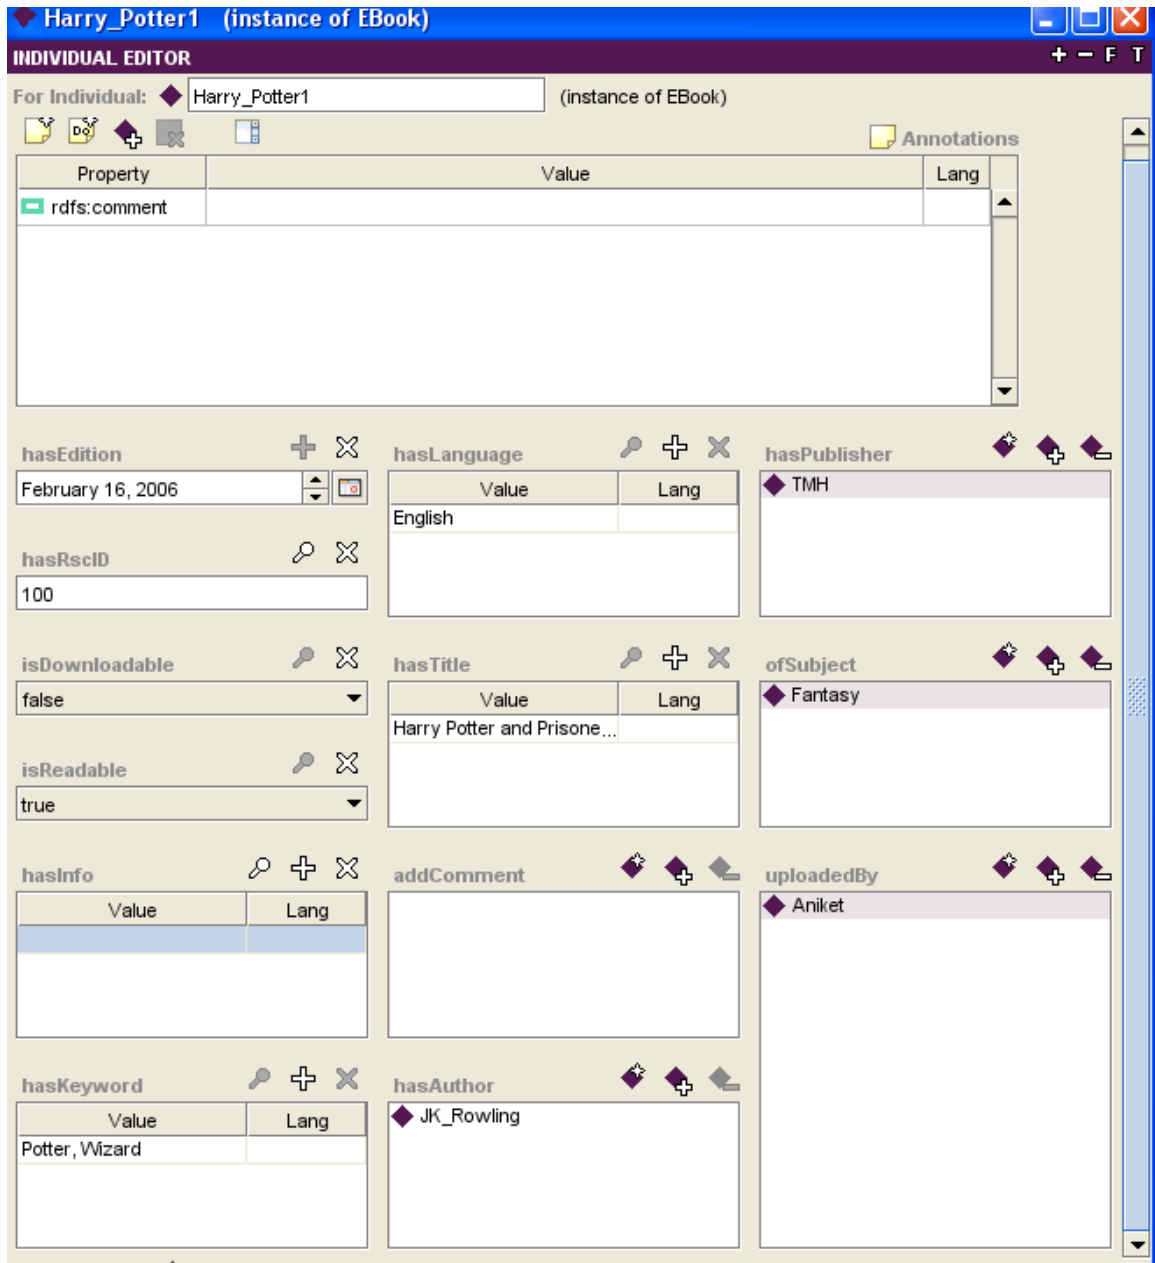 Harry_Potter1 (instance of EBook)
INDIVIDUAL EDITOR
+ − F T
For Individual: Harry_Potter1 (instance of EBook)
Annotations
Property Value Lang
rdfs:comment
hasEdition
February 16, 2006
hasLanguage
Value Lang
English
hasPublisher
TMH
hasRscID
100
isDownloadable
false
hasTitle
Value Lang
Harry Potter and Prisone...
ofSubject
Fantasy
isReadable
true
hasInfo
Value Lang
addComment
uploadedBy
Aniket
hasKeyword
Value Lang
Potter, Wizard
hasAuthor
JK_Rowling